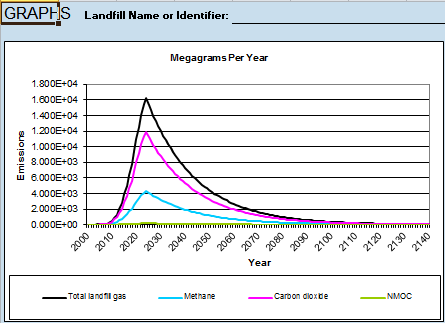 GRAPHS Landfill Name or Identifier:
Megagrams Per Year
1.800E+04
1.600E+04
1.400E+04
1.200E+04
1.000E+04
8.000E+03
6.000E+03
4.000E+03
2.000E+03
0.000E+00
Emissions
2000 2010 2020 2030 2040 2050 2060 2070 2080 2090 2100 2110 2120 2130 2140
Year
Total landfill gas Methane Carbon dioxide NMOC